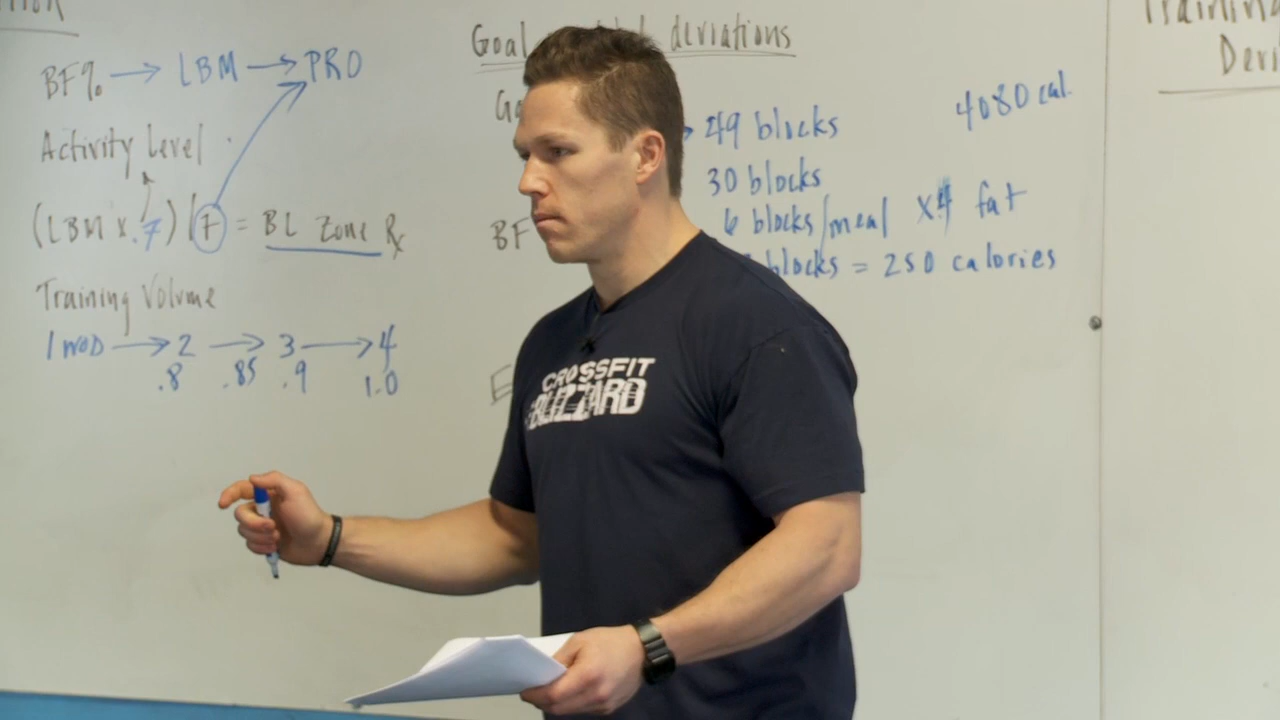 BF% → LBM → PRO
Activity Level
(LBM x .7) / 7 = BL Zone Rx
Training Volume
1 WOD → 2 → 3 → 4
.8 .85 .9 1.0
Goal deviations
49 blocks
30 blocks
6 blocks/meal x4 fat
blocks = 250 calories
BF
4080 cal.
Training
CROSSFIT
BLIZZARD